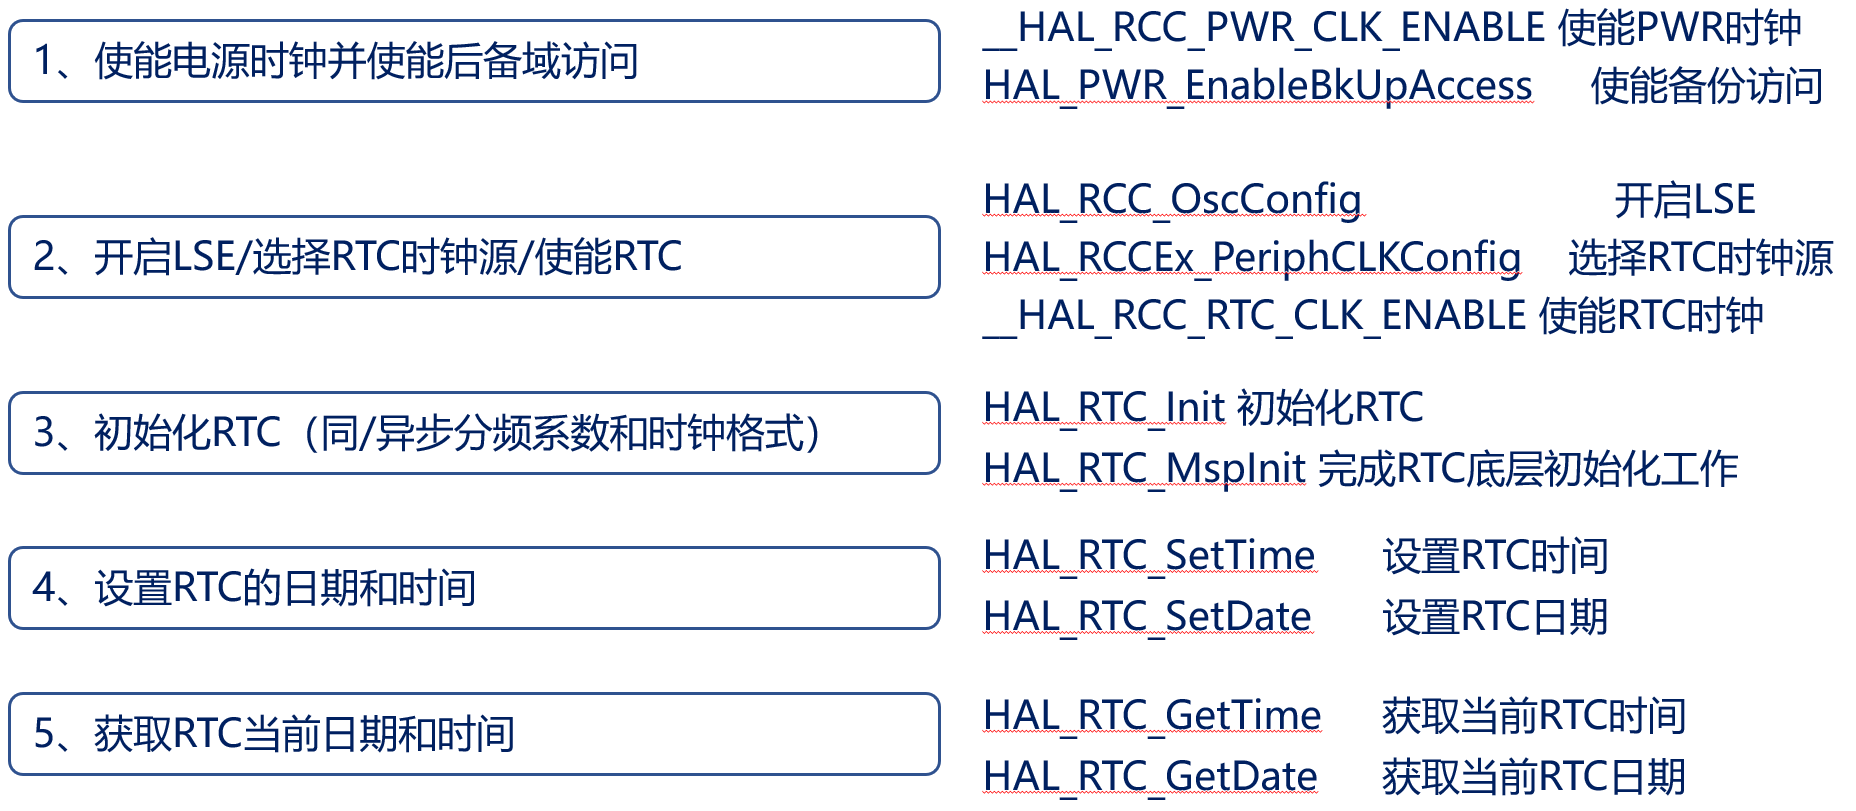 1、使能电源时钟并使能后备域访问
__HAL_RCC_PWR_CLK_ENABLE 使能PWR时钟
HAL_PWR_EnableBkUpAccess 使能备份访问
2、开启LSE/选择RTC时钟源/使能RTC
HAL_RCC_OscConfig 开启LSE
HAL_RCCEx_PeriphCLKConfig 选择RTC时钟源
__HAL_RCC_RTC_CLK_ENABLE 使能RTC时钟
3、初始化RTC（同/异步分频系数和时钟格式）
HAL_RTC_Init 初始化RTC
HAL_RTC_MspInit 完成RTC底层初始化工作
4、设置RTC的日期和时间
HAL_RTC_SetTime 设置RTC时间
HAL_RTC_SetDate 设置RTC日期
5、获取RTC当前日期和时间
HAL_RTC_GetTime 获取当前RTC时间
HAL_RTC_GetDate 获取当前RTC日期